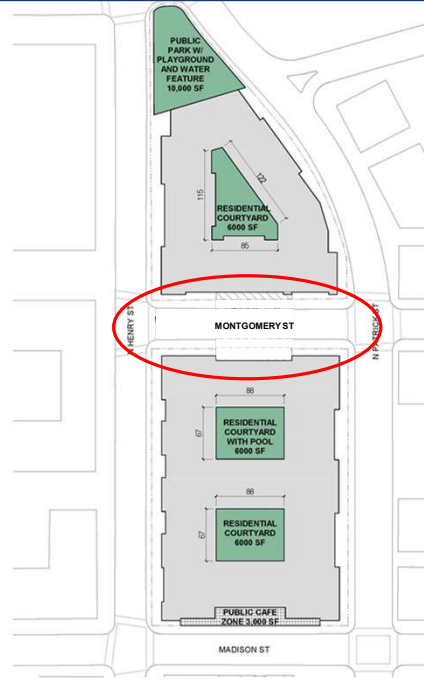 PUBLIC
PARK W/
PLAYGROUND
AND WATER
FEATURE
10,000 SF
115
122
RESIDENTIAL
COURTYARD
6000 SF
85
N HENRY ST
MONTGOMERY ST
N PATRICK ST
88
67
RESIDENTIAL
COURTYARD
WITH POOL
6000 SF
88
67
RESIDENTIAL
COURTYARD
6000 SF
PUBLIC CAFE
ZONE 3,000 SF
MADISON ST